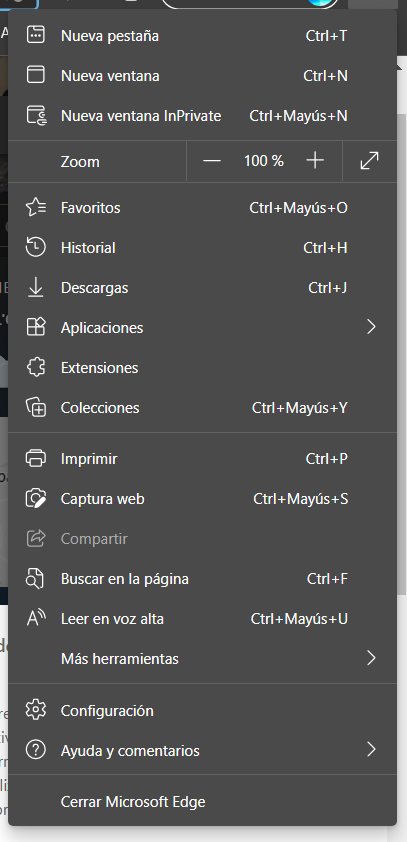 Nueva pestaña Ctrl+T
Nueva ventana Ctrl+N
Nueva ventana InPrivate Ctrl+Mayús+N
Zoom — 100 % +
Favoritos Ctrl+Mayús+O
Historial Ctrl+H
Descargas Ctrl+J
Aplicaciones
Extensiones
Colecciones Ctrl+Mayús+Y
Imprimir Ctrl+P
Captura web Ctrl+Mayús+S
Compartir
Buscar en la página Ctrl+F
Leer en voz alta Ctrl+Mayús+U
Más herramientas
Configuración
Ayuda y comentarios
Cerrar Microsoft Edge